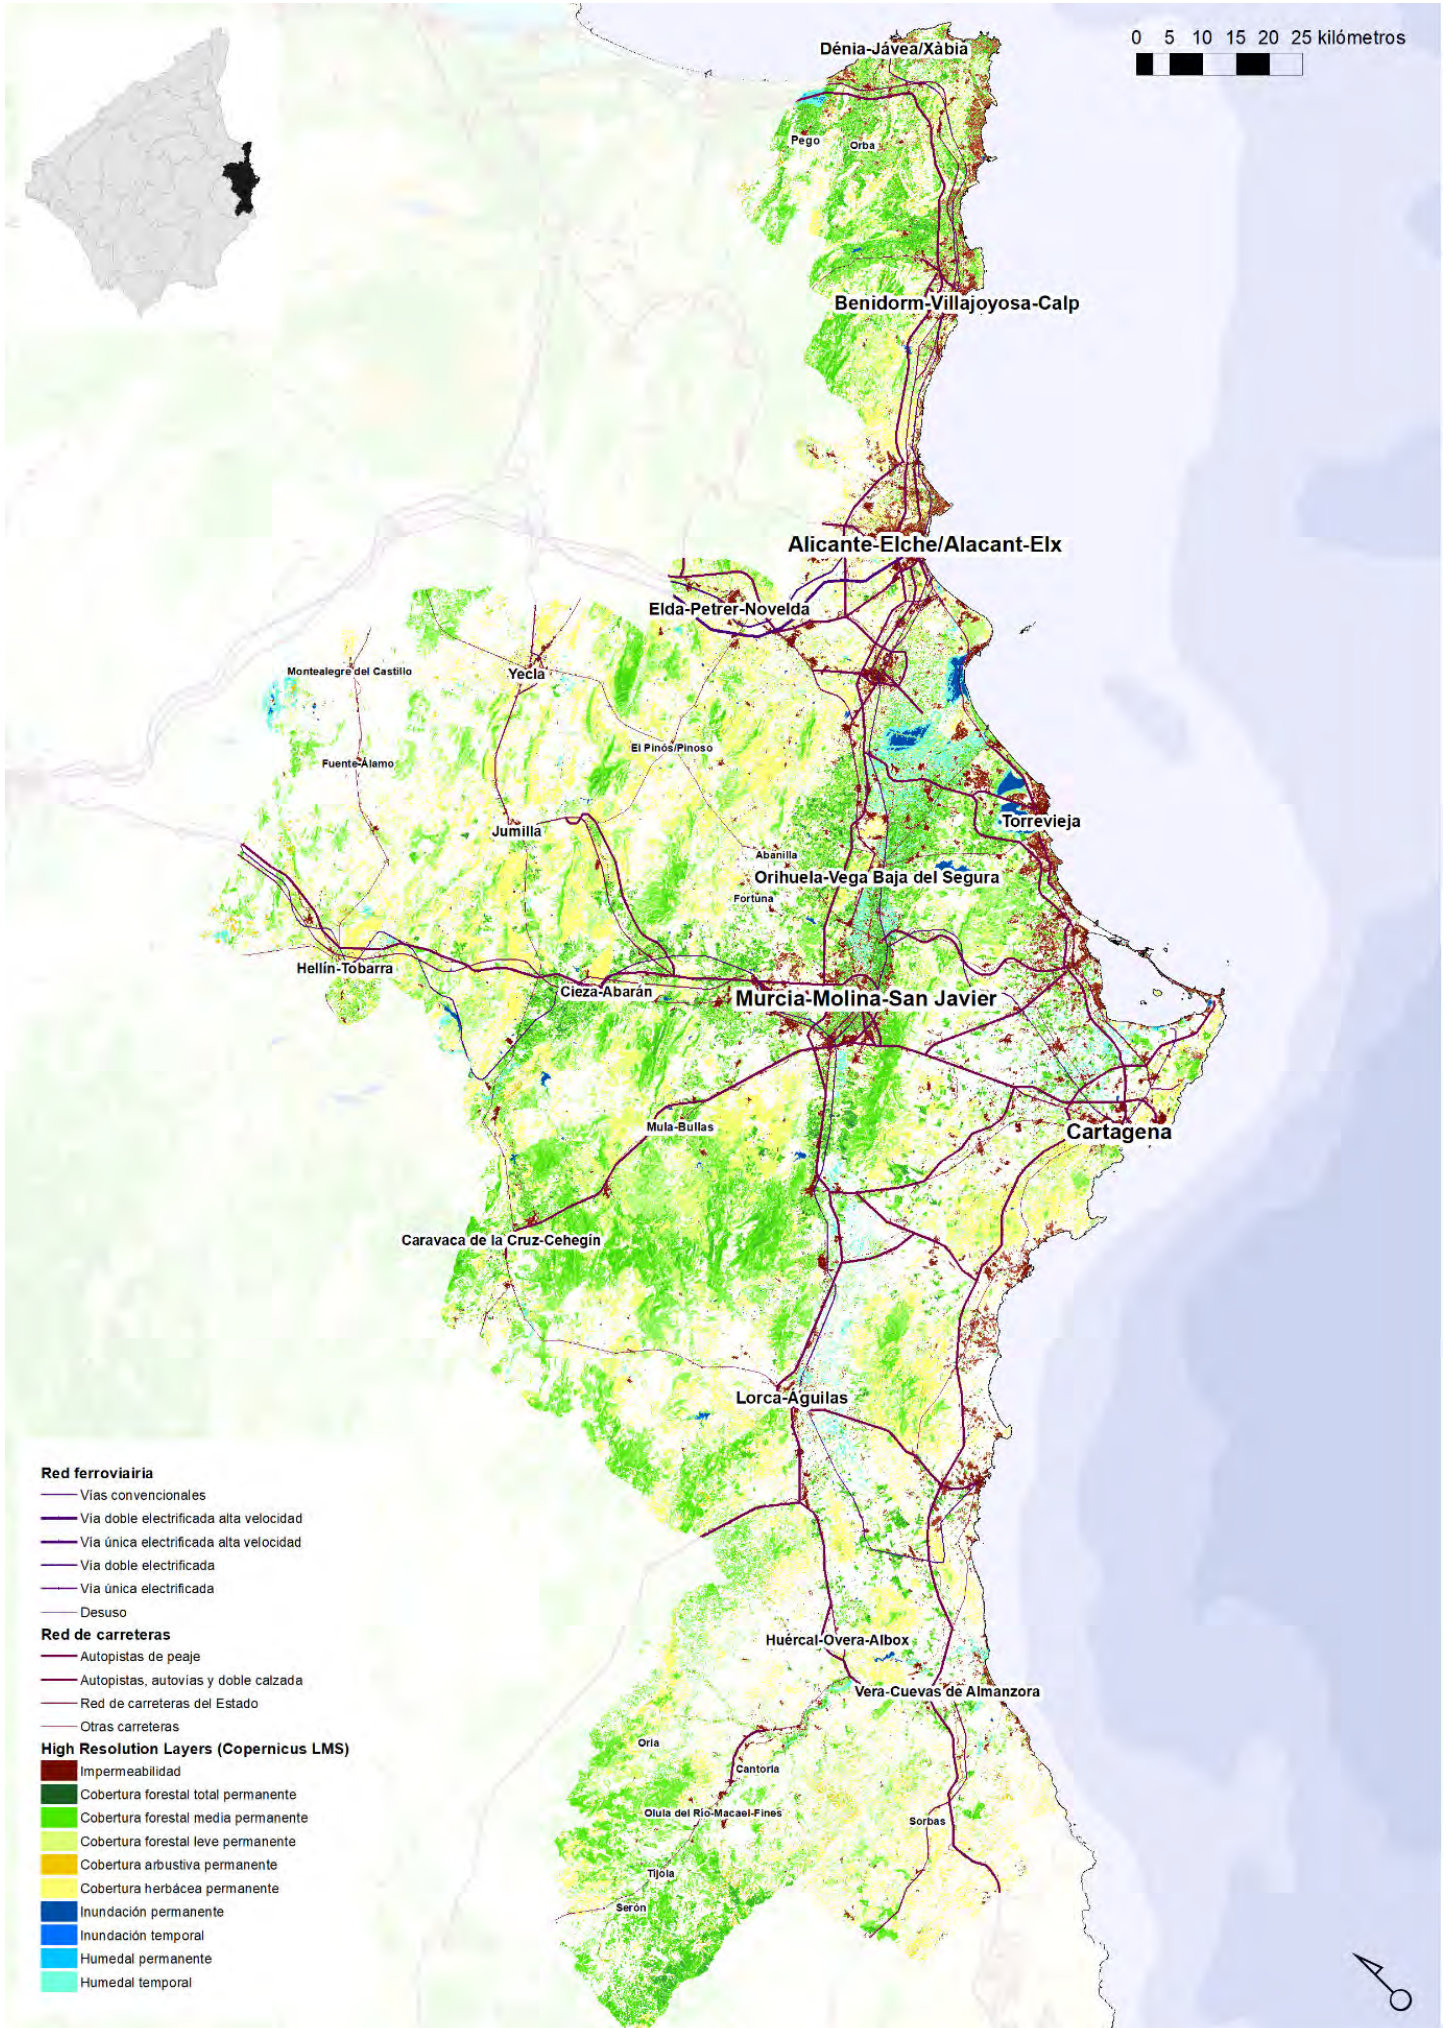 0 5 10 15 20 25 kilómetros
Dénia-Jávea/Xàbia
Pego
Orba
Benidorm-Villajoyosa-Calp
Alicante-Elche/Alacant-Elx
Elda-Petrer-Novelda
Montealegre del Castillo
Yecla
El Pinós/Pinoso
Fuente-Álamo
Jumilla
Torrevieja
Abanilla
Orihuela-Vega Baja del Segura
Fortuna
Hellín-Tobarra
Cieza-Abarán
Murcia-Molina-San Javier
Mula-Bullas
Cartagena
Caravaca de la Cruz-Cehegín
Lorca-Águilas
Huércal-Overa-Albox
Vera-Cuevas de Almanzora
Oria
Cantoria
Olula del Río-Macael-Fines
Sorbas
Tíjola
Serón
Red ferroviairia
Vías convencionales
Vía doble electrificada alta velocidad
Vía única electrificada alta velocidad
Vía doble electrificada
Vía única electrificada
Desuso
Red de carreteras
Autopistas de peaje
Autopistas, autovías y doble calzada
Red de carreteras del Estado
Otras carreteras
High Resolution Layers (Copernicus LMS)
Impermeabilidad
Cobertura forestal total permanente
Cobertura forestal media permanente
Cobertura forestal leve permanente
Cobertura arbustiva permanente
Cobertura herbácea permanente
Inundación permanente
Inundación temporal
Humedal permanente
Humedal temporal